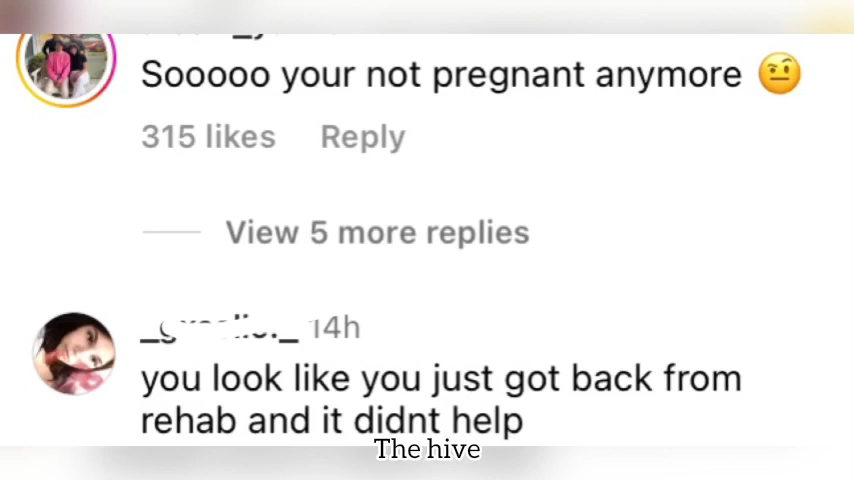 Sooooo your not pregnant anymore 🤨
315 likes Reply
View 5 more replies
14h
you look like you just got back from
rehab and it didnt help
The hive